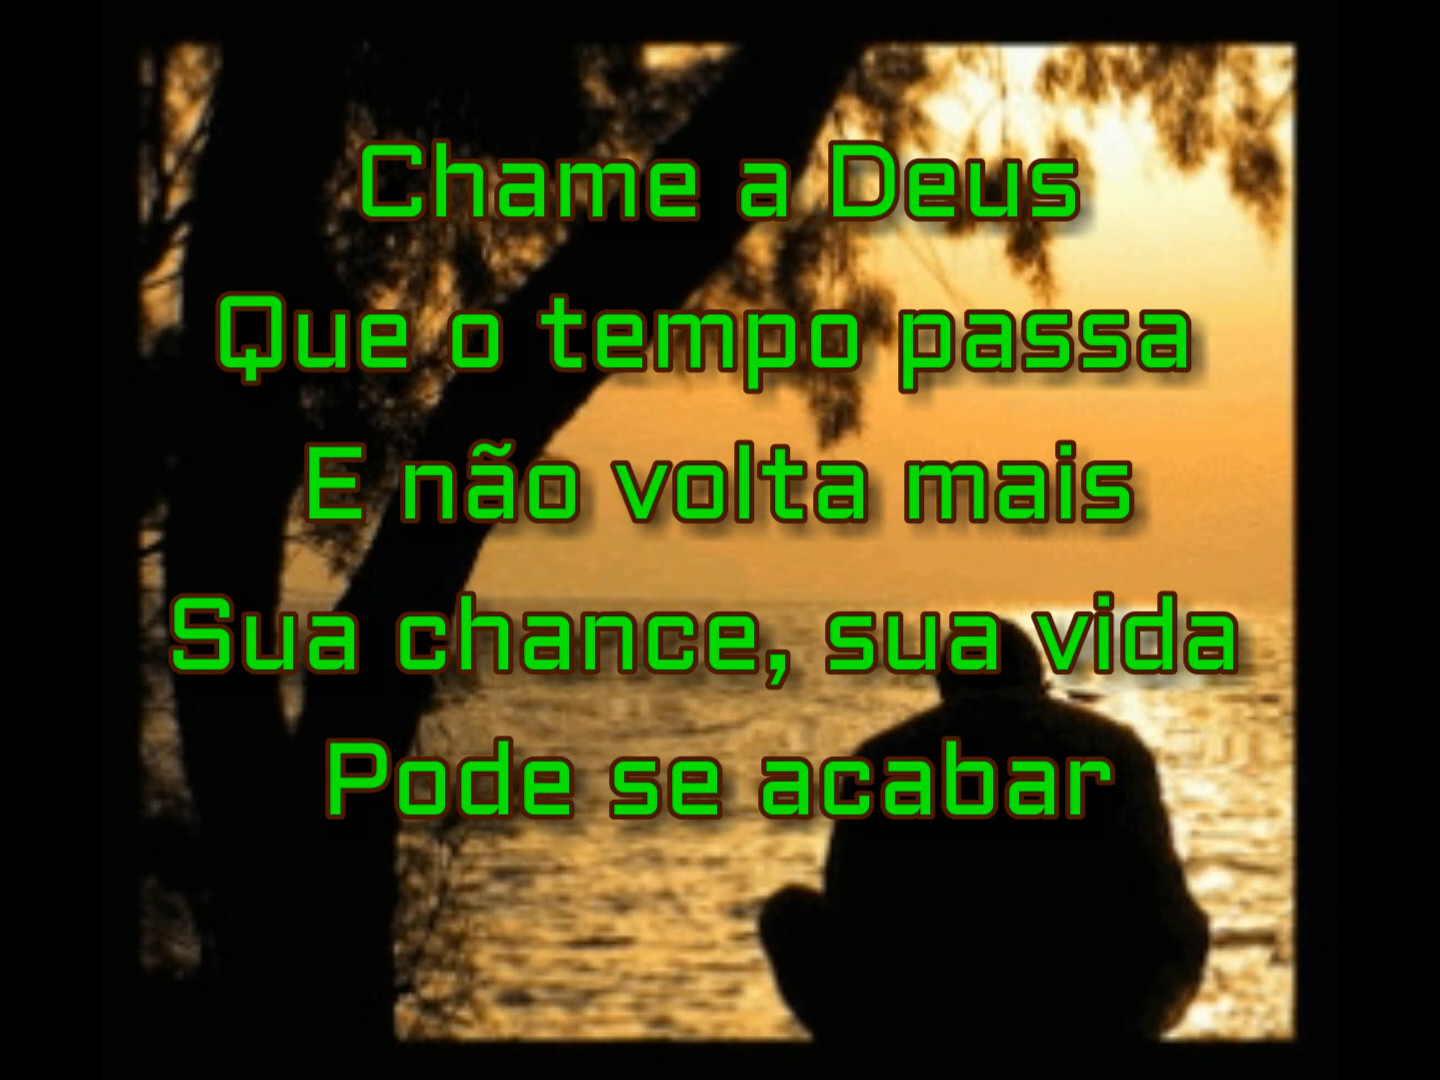 Chame a Deus
Que o tempo passa
E não volta mais
Sua chance, sua vida
Pode se acabar